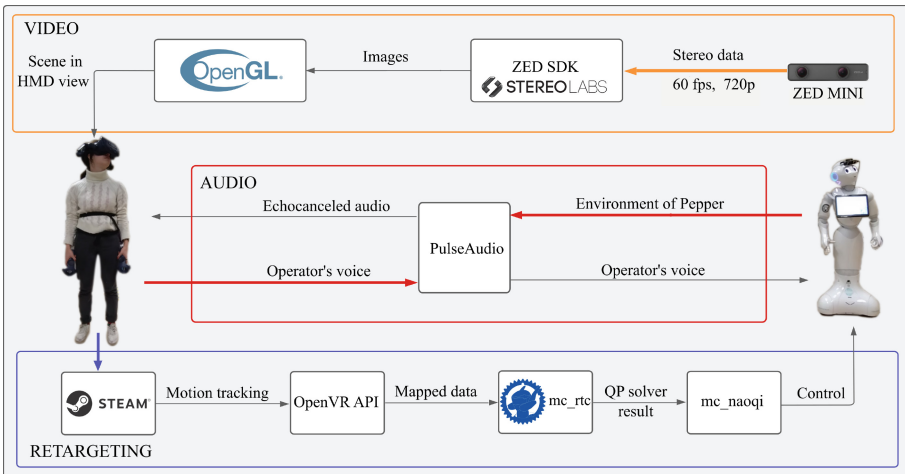 VIDEO
Scene in
HMD view
OpenGL®
Images
ZED SDK
STEREOLABS
Stereo data
60 fps, 720p
ZED MINI
AUDIO
Echocanceled audio
Environment of Pepper
PulseAudio
Operator's voice
Operator's voice
STEAM®
Motion tracking
OpenVR API
Mapped data
mc_rtc
QP solver
result
mc_naoqi
Control
RETARGETING